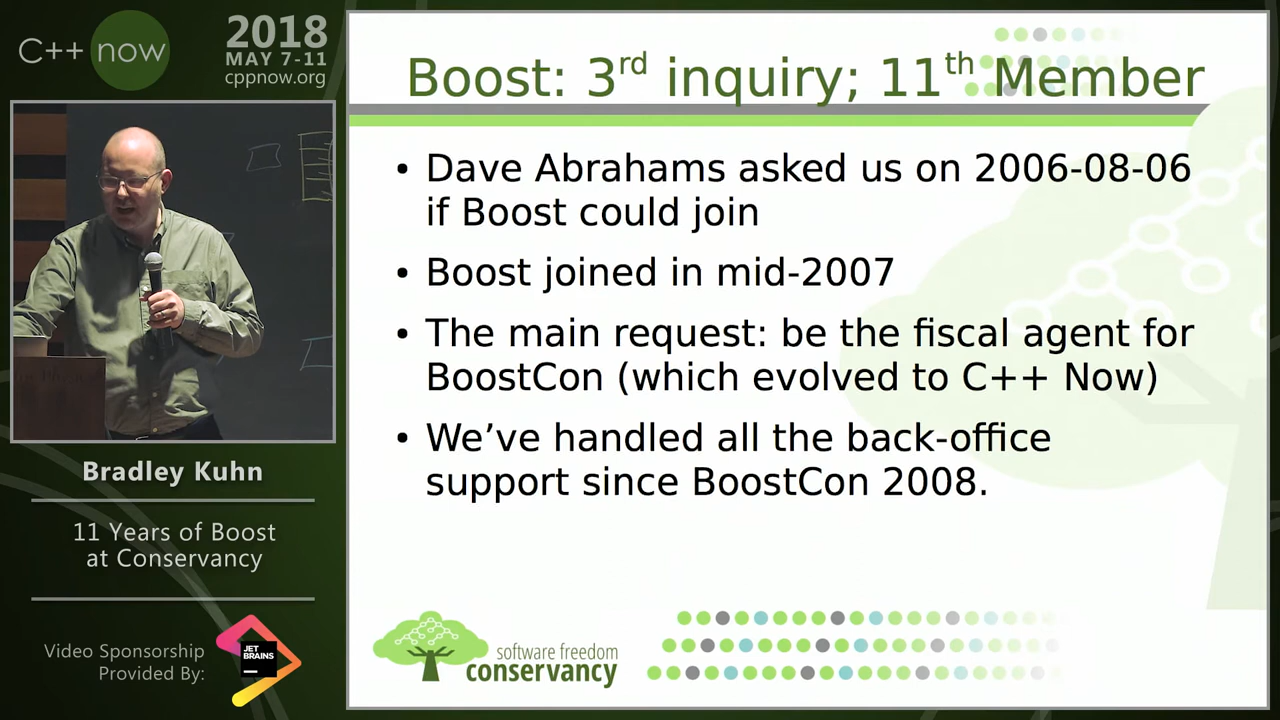 C++ now
2018
MAY 7-11
cppnow.org
Boost: 3rd inquiry; 11th Member
• Dave Abrahams asked us on 2006-08-06
if Boost could join
• Boost joined in mid-2007
• The main request: be the fiscal agent for
BoostCon (which evolved to C++ Now)
• We’ve handled all the back-office
support since BoostCon 2008.
Bradley Kuhn
11 Years of Boost
at Conservancy
Video Sponsorship
Provided By:
JET
BRAINS
software freedom
conservancy